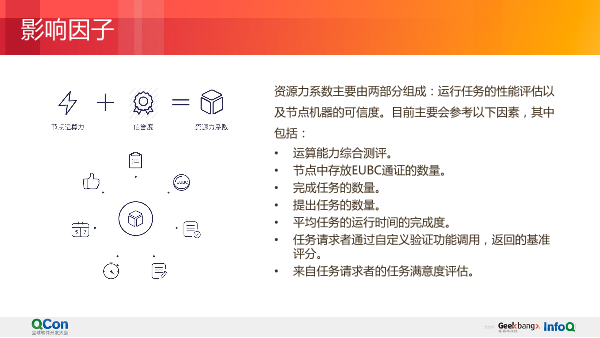 影响因子
节点运算力
信誉度
资源力系数
资源力系数主要由两部分组成：运行任务的性能评估以
及节点机器的可信度。目前主要会参考以下因素，其中
包括：
• 运算能力综合测评。
• 节点中存放EUBC通证的数量。
• 完成任务的数量。
• 提出任务的数量。
• 平均任务的运行时间的完成度。
• 任务请求者通过自定义验证功能调用，返回的基准
评分。
• 来自任务请求者的任务满意度评估。
QCon
全球软件开发大会
Geekbang
InfoQ